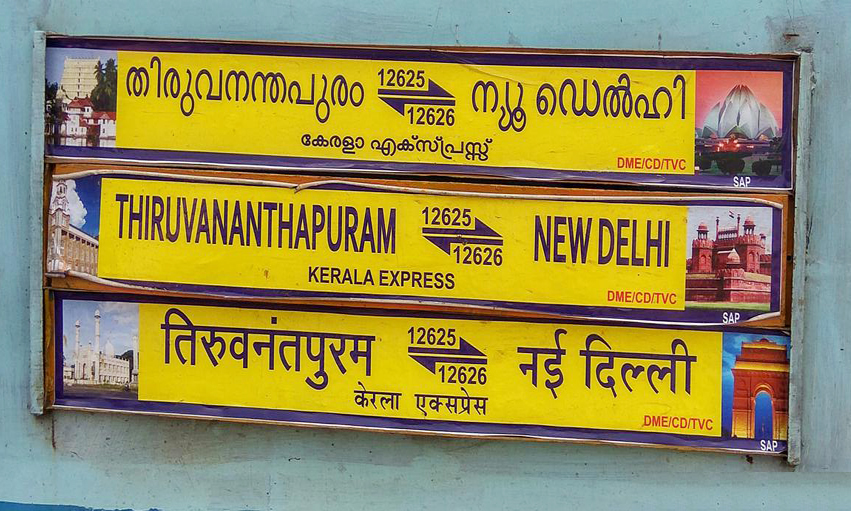 തിരുവനന്തപുരം 12625 ന്യൂ ഡെൽഹി
12626
കേരളാ എക്സ്പ്രസ്സ്
DME/CD/TVC
SAP
THIRUVANANTHAPURAM 12625 NEW DELHI
12626
KERALA EXPRESS
DME/CD/TVC
SAP
तिरुवनंतपुरम 12625 नई दिल्ली
12626
केरला एक्सप्रेस
DME/CD/TVC
SAP